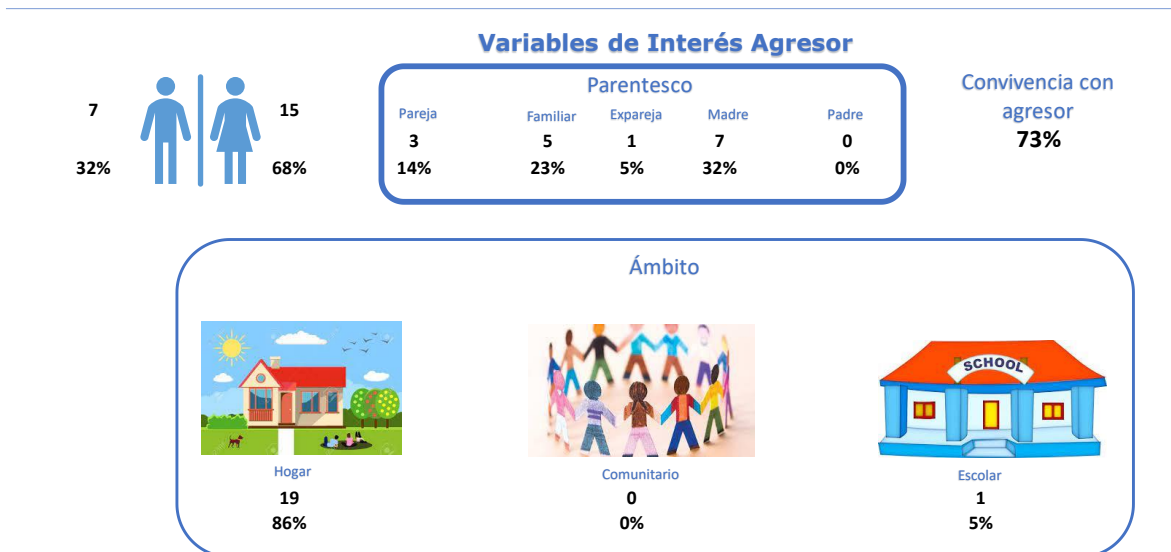 Variables de Interés Agresor
7 15
32% 68%
Parentesco
Pareja Familiar Expareja Madre Padre
3 5 1 7 0
14% 23% 5% 32% 0%
Convivencia con
agresor
73%
Ámbito
SCHOOL
Hogar Comunitario Escolar
19 0 1
86% 0% 5%